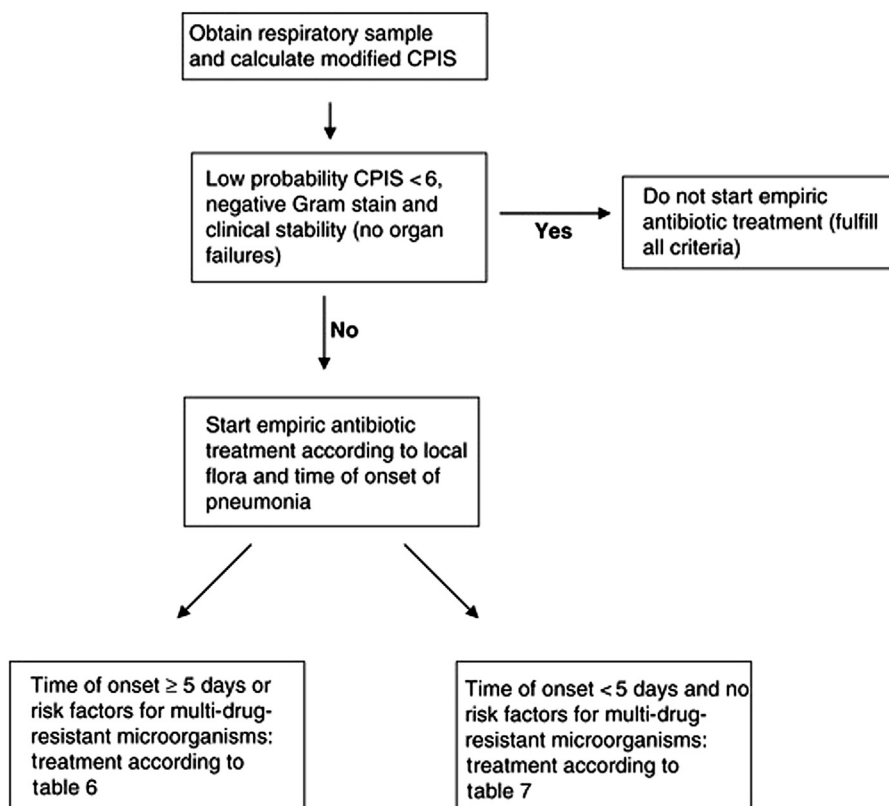 Obtain respiratory sample
and calculate modified CPIS
Low probability CPIS < 6,
negative Gram stain and
clinical stability (no organ
failures)
Yes
Do not start empiric
antibiotic treatment (fulfill
all criteria)
No
Start empiric antibiotic
treatment according to local
flora and time of onset of
pneumonia
Time of onset ≥ 5 days or
risk factors for multi-drug-
resistant microorganisms:
treatment according to
table 6
Time of onset < 5 days and no
risk factors for multi-drug-
resistant microorganisms:
treatment according to
table 7